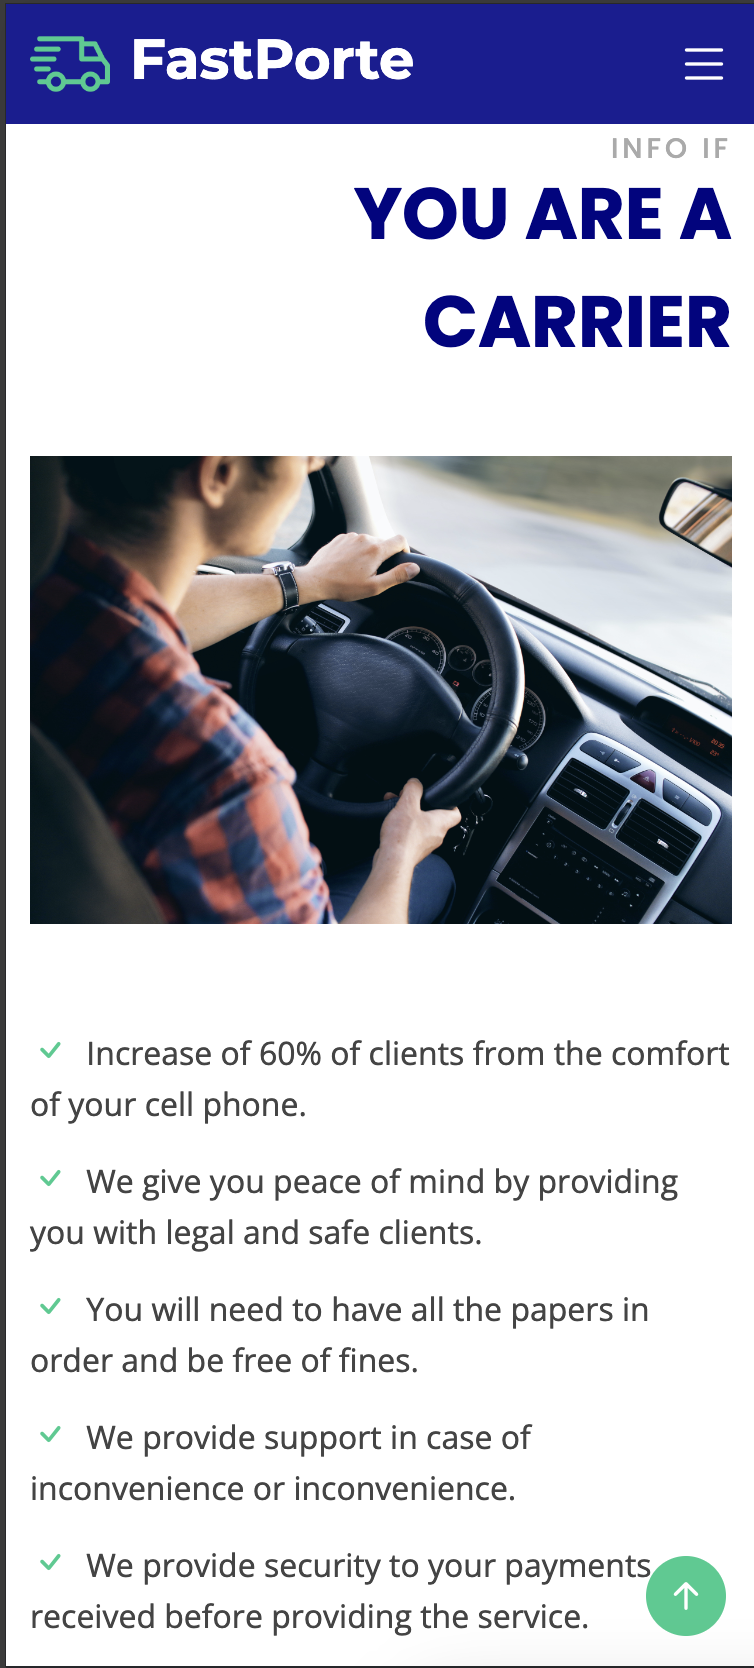 FastPorte
INFO IF
YOU ARE A
CARRIER
Increase of 60% of clients from the comfort
of your cell phone.
We give you peace of mind by providing
you with legal and safe clients.
You will need to have all the papers in
order and be free of fines.
We provide support in case of
inconvenience or inconvenience.
We provide security to your payments
received before providing the service.